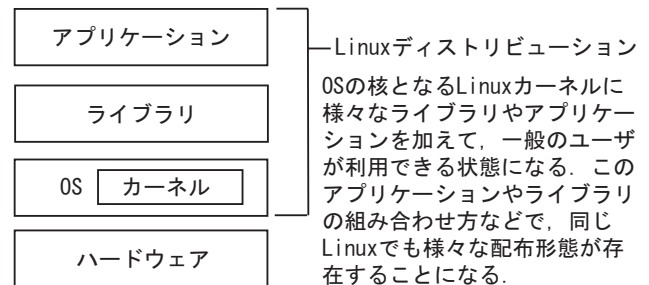 アプリケーション
ライブラリ
OS カーネル
ハードウェア
Linuxディストリビューション
OSの核となるLinuxカーネルに
様々なライブラリやアプリケー
ションを加えて，一般のユーザ
が利用できる状態になる．この
アプリケーションやライブラリ
の組み合わせ方などで，同じ
Linuxでも様々な配布形態が存
在することになる．